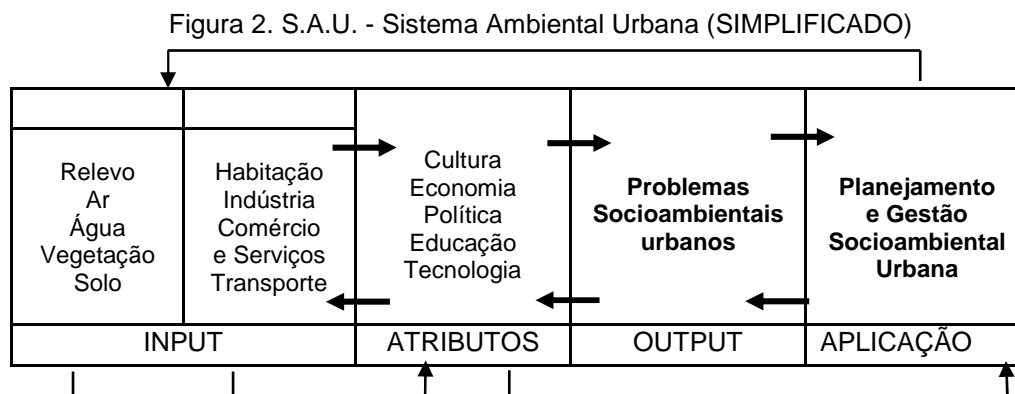 Figura 2. S.A.U. - Sistema Ambiental Urbana (SIMPLIFICADO)
Relevo
Ar
Água
Vegetação
Solo
Habitação
Indústria
Comércio
e Serviços
Transporte
Cultura
Economia
Política
Educação
Tecnologia
Problemas
Socioambientais
urbanos
Planejamento
e Gestão
Socioambiental
Urbana
INPUT
ATRIBUTOS
OUTPUT
APLICAÇÃO